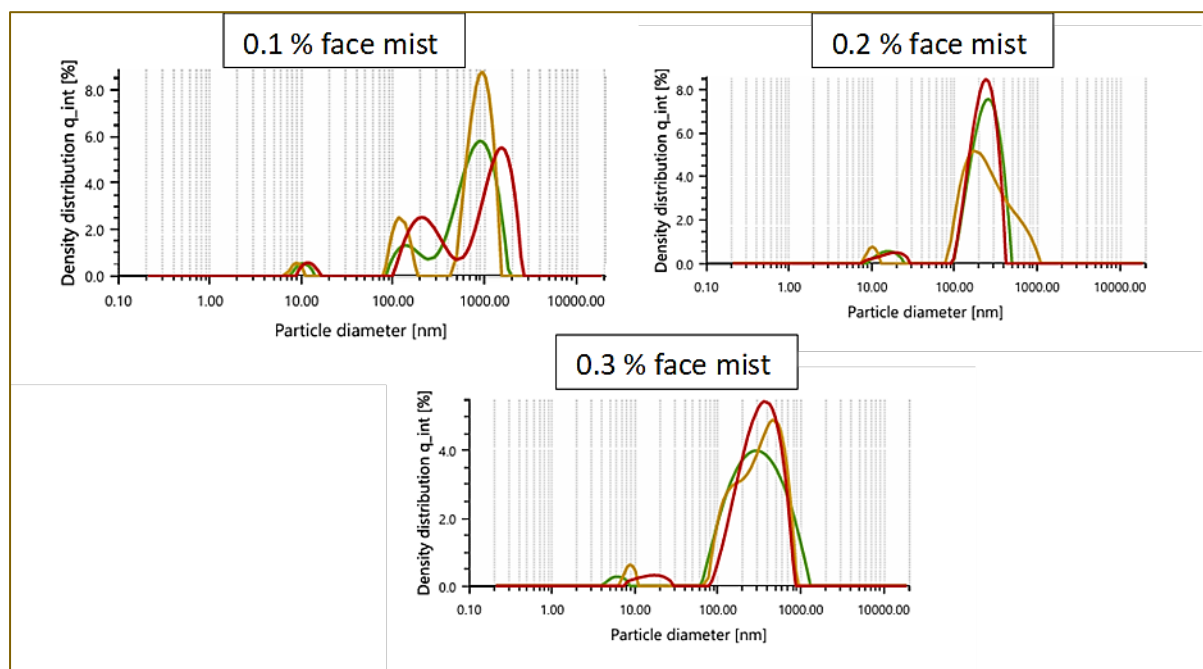 0.1 % face mist
Density distribution q_int [%]
8.0
6.0
4.0
2.0
0.0
0.10 1.00 10.00 100.00 1000.00 10000.00
Particle diameter [nm]
0.2 % face mist
Density distribution q_int [%]
8.0
6.0
4.0
2.0
0.0
0.10 1.00 10.00 100.00 1000.00 10000.00
Particle diameter [nm]
0.3 % face mist
Density distribution q_int [%]
4.0
2.0
0.0
0.10 1.00 10.00 100.00 1000.00 10000.00
Particle diameter [nm]